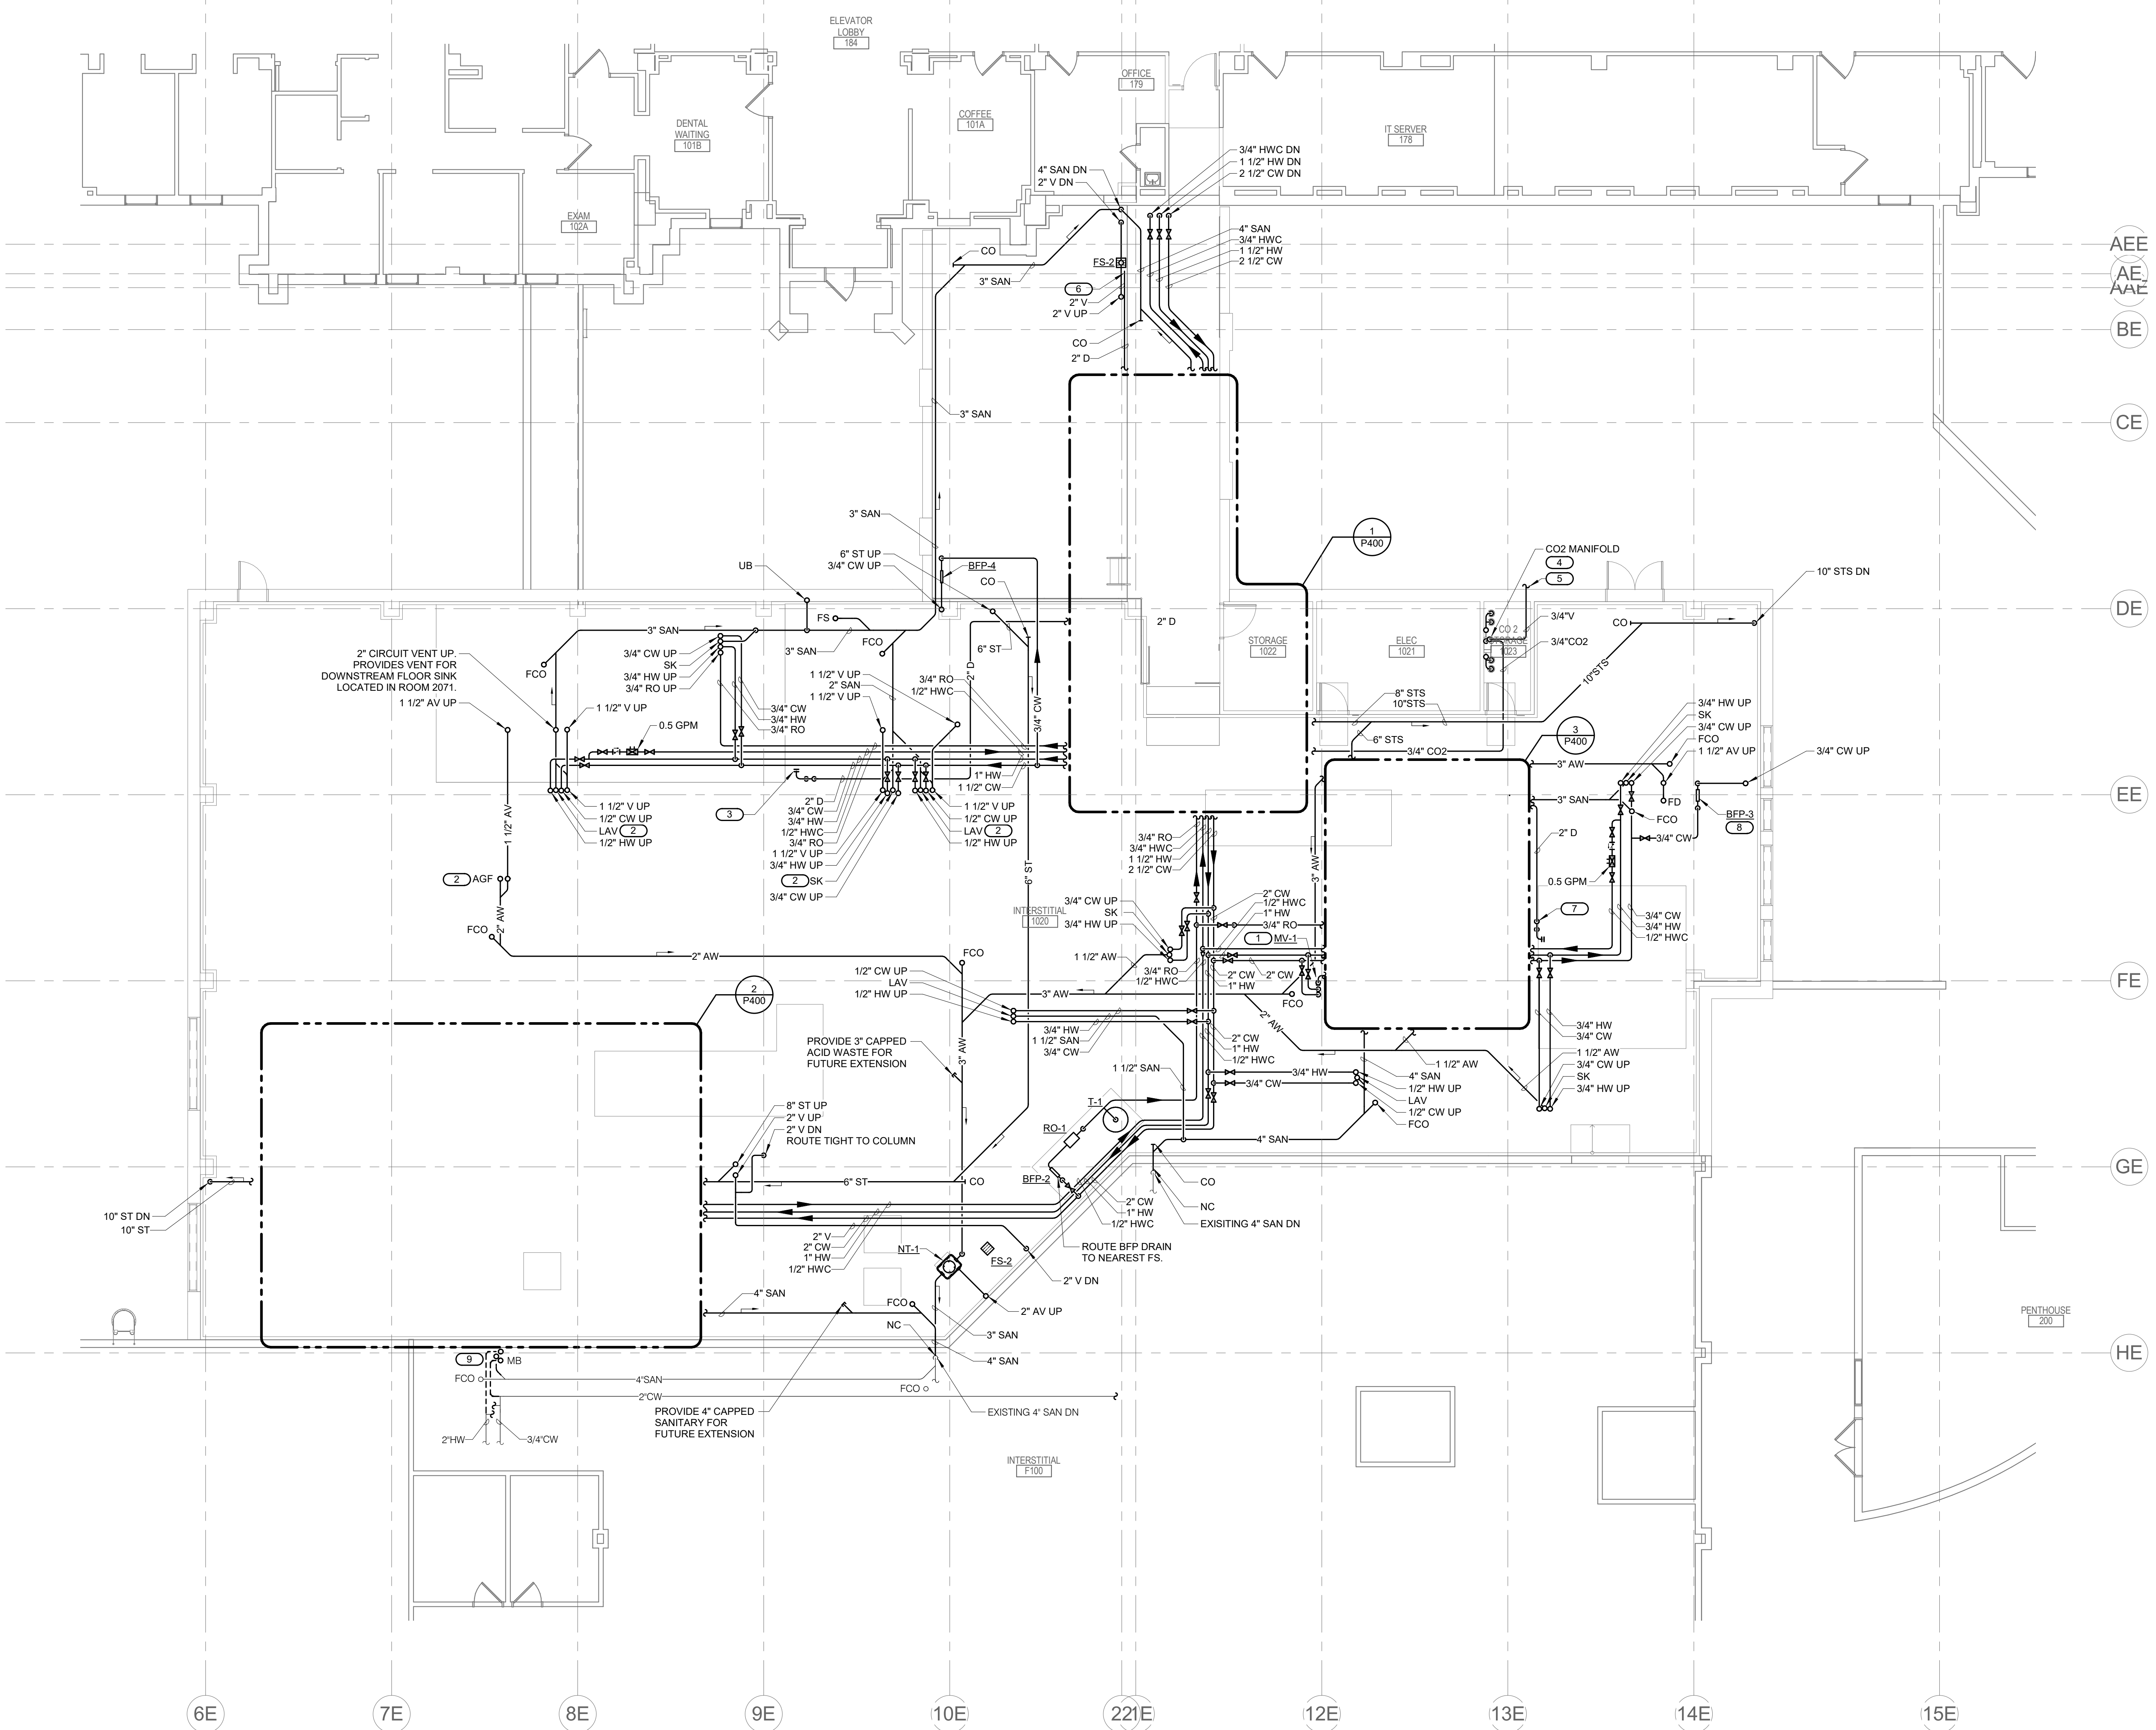 ELEVATOR
LOBBY
184
OFFICE
179
COFFEE
101A
DENTAL
WAITING
101B
IT SERVER
178
3/4" HWC DN
1 1/2" HW DN
2 1/2" CW DN
4" SAN DN
2" V DN
EXAM
102A
4" SAN
3/4" HWC
1 1/2" HW
2 1/2" CW
CO
3" SAN
FS-2
6
2" V
2" V UP
CO
2" D
AEE
AE
AAE
BE
3" SAN
CE
3" SAN
1
P400
6" ST UP
3/4" CW UP
BFP-4
CO
UB
CO2 MANIFOLD
4
5
10" STS DN
DE
FS
3" SAN
FCO
3" SAN
6" ST
2" D
STORAGE
1022
ELEC
1021
CO 2
STORAGE
1023
3/4"V
3/4"CO2
CO
10"STS
2" CIRCUIT VENT UP.
PROVIDES VENT FOR
DOWNSTREAM FLOOR SINK
LOCATED IN ROOM 2071.
1 1/2" AV UP
FCO
3/4" CW UP
SK
3/4" HW UP
3/4" RO UP
1 1/2" V UP
0.5 GPM
3/4" CW
3/4" HW
3/4" RO
1 1/2" V UP
2" SAN
1 1/2" V UP
2" D
3/4" RO
1/2" HWC
3/4" CW
1" HW
1 1/2" CW
8" STS
10"STS
6" STS
3/4" CO2
3
P400
3" AW
3/4" HW UP
SK
3/4" CW UP
FCO
1 1/2" AV UP
3/4" CW UP
EE
3" SAN
FD
FCO
BFP-3
8
3/4" CW
2" D
0.5 GPM
7
3/4" CW
3/4" HW
1/2" HWC
1 1/2" V UP
1/2" CW UP
LAV 2
1/2" HW UP
3
2" D
3/4" CW
3/4" HW
1/2" HWC
3/4" RO
1 1/2" V UP
3/4" HW UP
2 SK
3/4" CW UP
1 1/2" V UP
1/2" CW UP
LAV 2
1/2" HW UP
1 1/2" AV
2 AGF
2" AW
FCO
2" AW
6" ST
INTERSTITIAL
1020
3/4" RO
3/4" HWC
1 1/2" HW
2 1/2" CW
3" AW
3/4" CW UP
SK
3/4" HW UP
2" CW
1/2" HWC
1" HW
3/4" RO
1 MV-1
1 1/2" AW
3/4" RO
1/2" HWC
2" CW
2" CW
1" HW
FCO
FE
2
P400
1/2" CW UP
LAV
1/2" HW UP
3" AW
FCO
2" AW
3/4" HW
1 1/2" SAN
3/4" CW
2" CW
1" HW
1/2" HWC
PROVIDE 3" CAPPED
ACID WASTE FOR
FUTURE EXTENSION
3" AW
1 1/2" SAN
3/4" HW
3/4" CW
1 1/2" AW
4" SAN
1/2" HW UP
LAV
1/2" CW UP
FCO
3/4" HW
3/4" CW
1 1/2" AW
3/4" CW UP
SK
3/4" HW UP
8" ST UP
2" V UP
2" V DN
ROUTE TIGHT TO COLUMN
T-1
RO-1
4" SAN
GE
6" ST
CO
BFP-2
CO
NC
EXISITING 4" SAN DN
2" CW
1" HW
1/2" HWC
10" ST DN
10" ST
2" V
2" CW
1" HW
1/2" HWC
NT-1
FS-2
ROUTE BFP DRAIN
TO NEAREST FS.
2" V DN
4" SAN
FCO
2" AV UP
NC
3" SAN
4" SAN
PENTHOUSE
200
HE
9
MB
FCO
4"SAN
FCO
2"CW
PROVIDE 4" CAPPED
SANITARY FOR
FUTURE EXTENSION
EXISTING 4" SAN DN
2"HW
3/4"CW
INTERSTITIAL
F100
6E
7E
8E
9E
10E
12E
13E
14E
15E